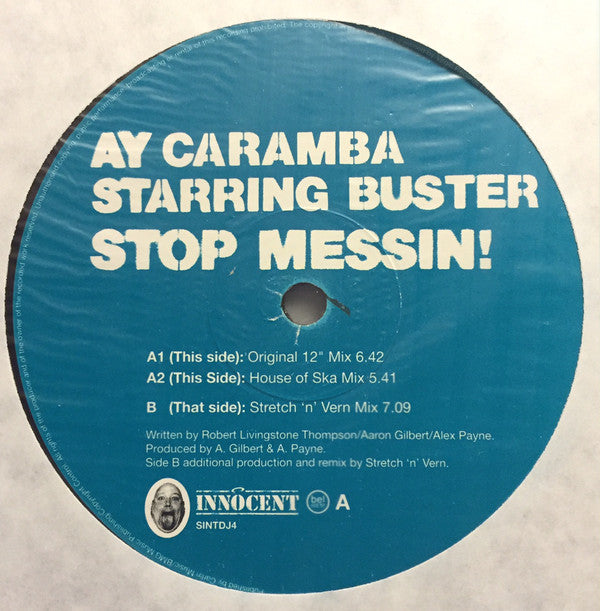 AY CARAMBA
STARRING BUSTER
STOP MESSIN!
A1 (This side): Original 12" Mix 6.42
A2 (This Side): House of Ska Mix 5.41
B (That side): Stretch 'n' Vern Mix 7.09
Written by Robert Livingstone Thompson/Aaron Gilbert/Alex Payne.
Produced by A. Gilbert & A. Payne.
Side B additional production and remix by Stretch 'n' Vern.
INNOCENT
be!
A
SINTDJ4